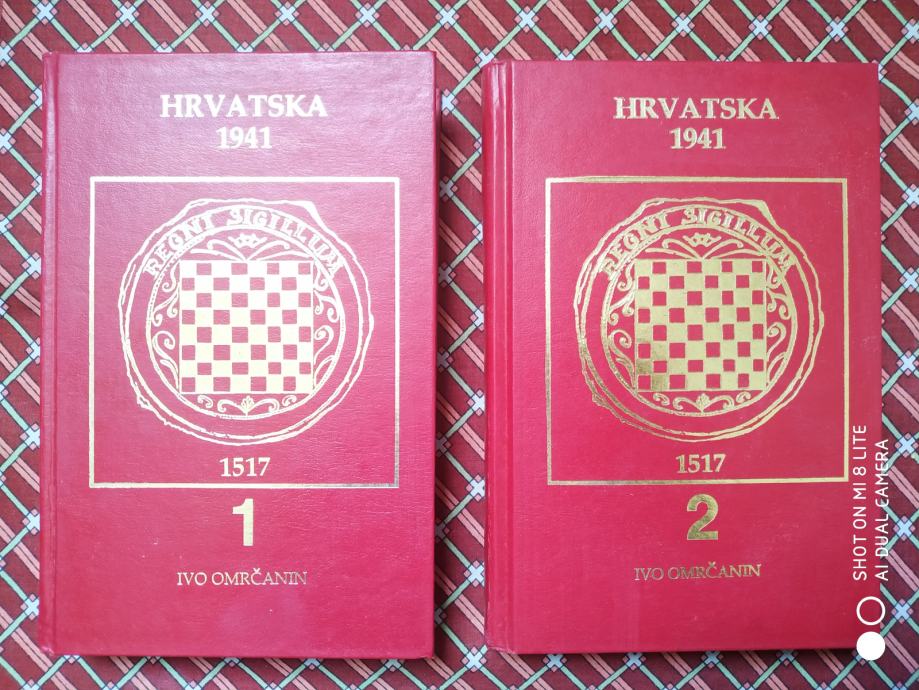 HRVATSKA
1941
REGNI SIGILLUM
1517
1
IVO OMRČANIN
HRVATSKA
1941
REGNI SIGILLUM
1517
2
IVO OMRČANIN
SHOT ON MI 8 LITE
AI DUAL CAMERA